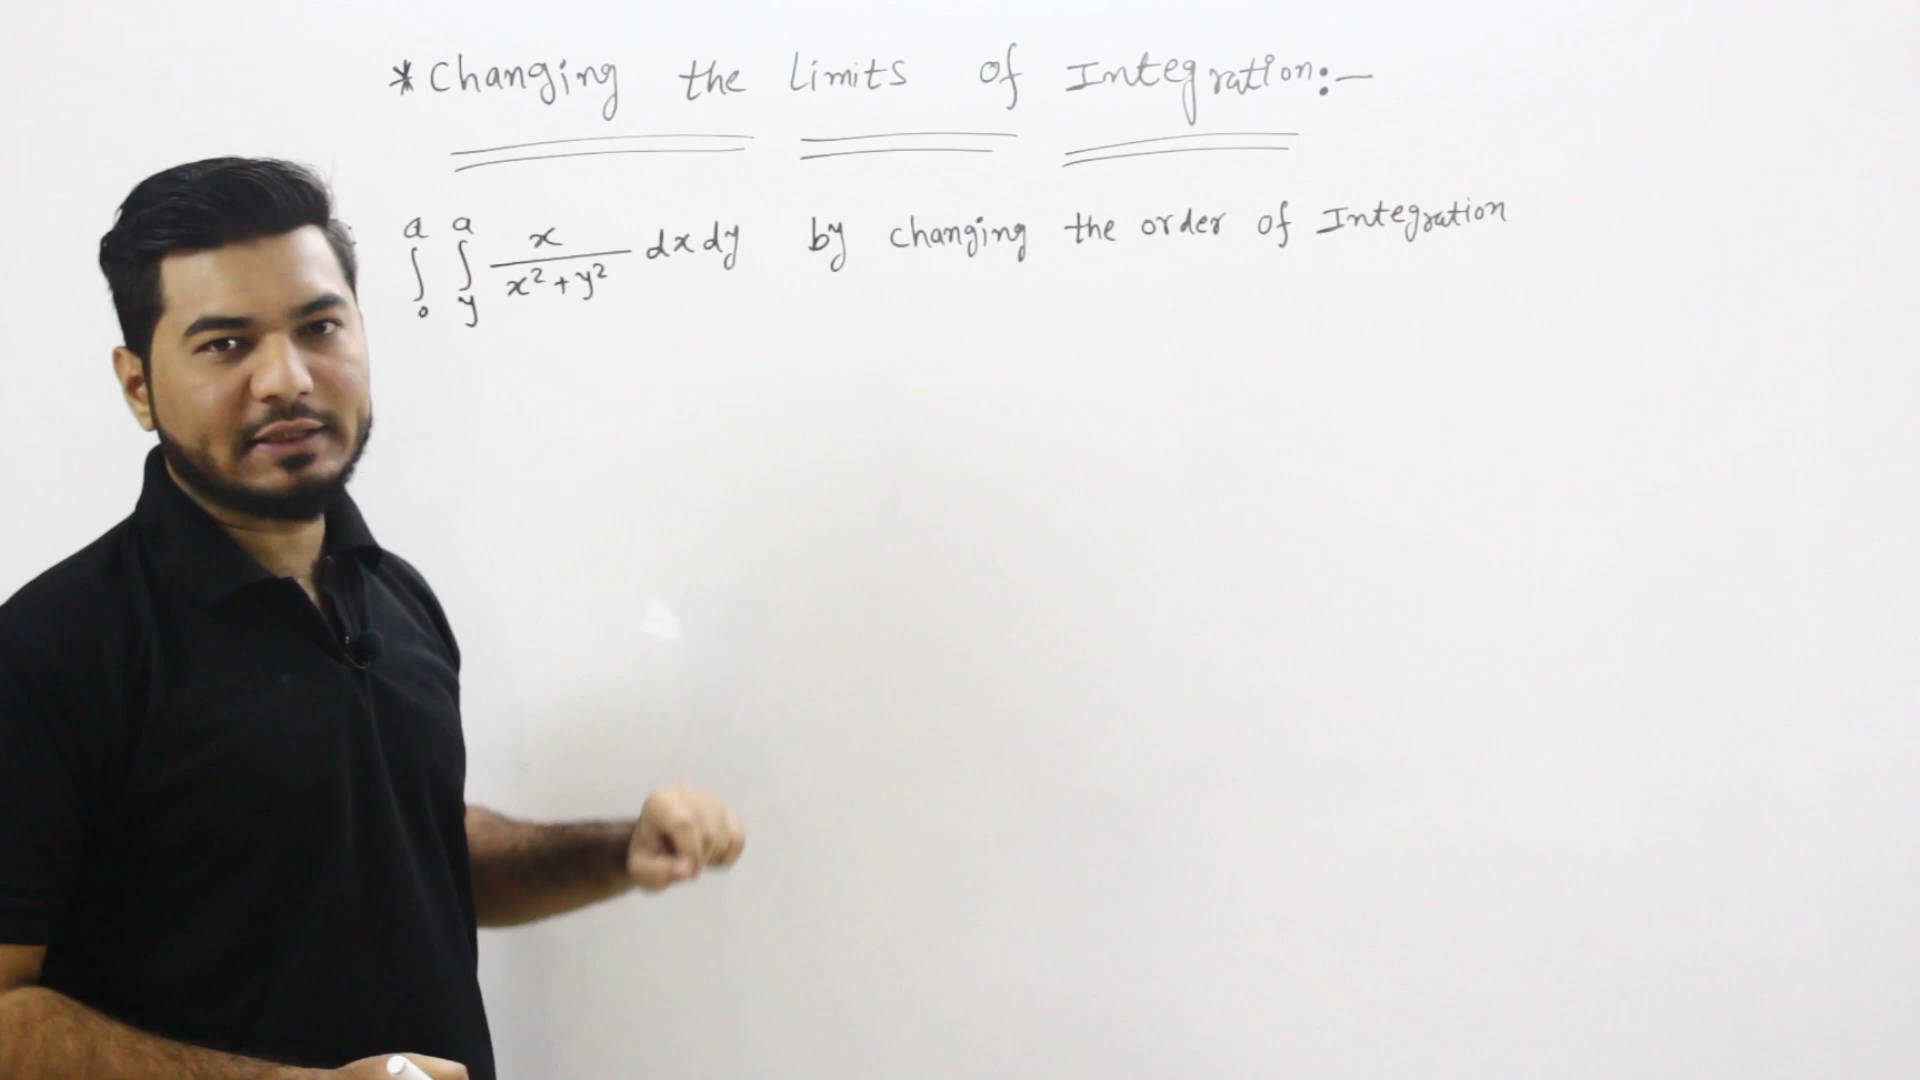 * Changing the Limits of Integration:-
∫₀ᵃ ∫ᵧᵃ x/(x²+y²) dx dy by changing the order of Integration